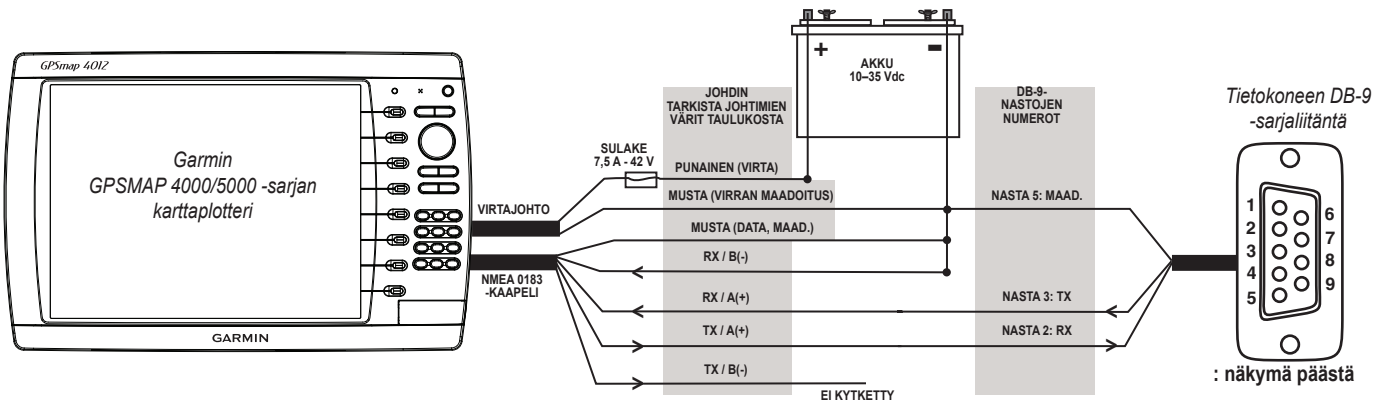 GPSmap 4012
Garmin
GPSMAP 4000/5000 -sarjan
karttaplotteri
GARMIN
VIRTAJOHTO
NMEA 0183
-KAAPELI
SULAKE
7,5 A - 42 V
JOHDIN
TARKISTA JOHTIMIEN
VÄRIT TAULUKOSTA
PUNAINEN (VIRTA)
MUSTA (VIRRAN MAADOITUS)
MUSTA (DATA, MAAD.)
RX / B(-)
RX / A(+)
TX / A(+)
TX / B(-)
EI KYTKETTY
+
-
AKKU
10–35 Vdc
DB-9-
NASTOJEN
NUMEROT
NASTA 5: MAAD.
NASTA 3: TX
NASTA 2: RX
Tietokoneen DB-9
-sarjaliitäntä
1
2
3
4
5
6
7
8
9
: näkymä päästä